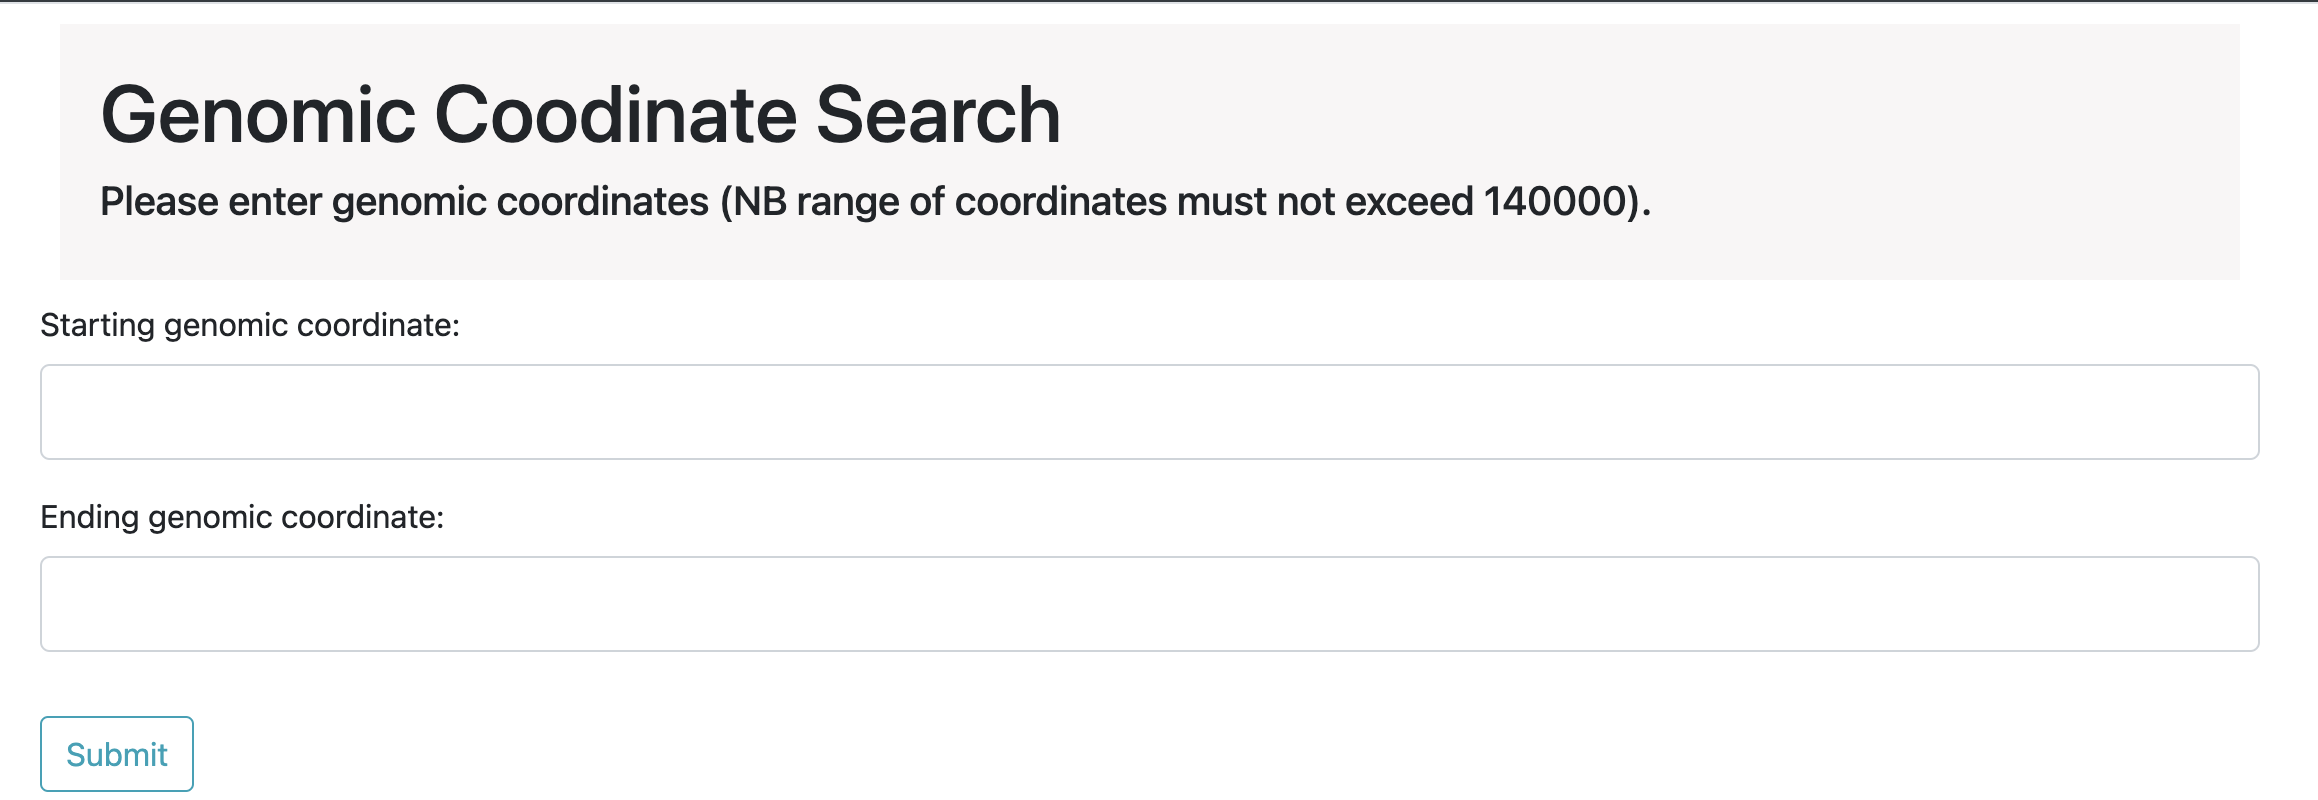 Genomic Coodinate Search
Please enter genomic coordinates (NB range of coordinates must not exceed 140000).
Starting genomic coordinate:
Ending genomic coordinate:
Submit